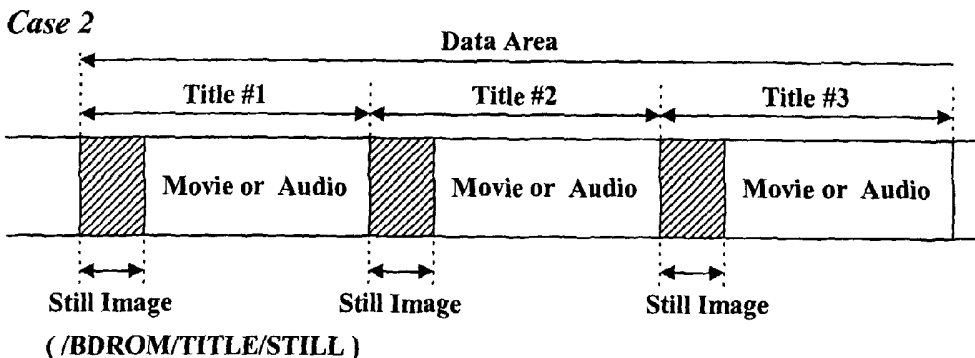 Case 2
Data Area
Title #1 Title #2 Title #3
Movie or Audio Movie or Audio Movie or Audio
Still Image Still Image Still Image
( /BDROM/TITLE/STILL )